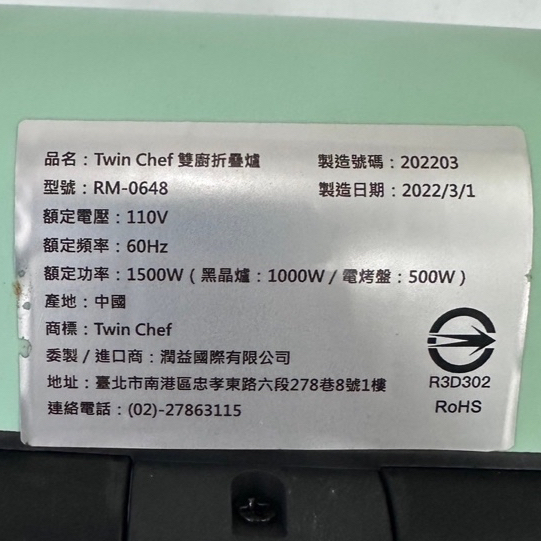 品名：Twin Chef 雙廚折疊爐 製造號碼：202203
型號：RM-0648 製造日期：2022/3/1
額定電壓：110V
額定頻率：60Hz
額定功率：1500W（黑晶爐：1000W / 電烤盤：500W）
產地：中國
商標：Twin Chef
委製 / 進口商：潤益國際有限公司
地址：臺北市南港區忠孝東路六段278巷8號1樓
連絡電話：(02)-27863115
R3D302
RoHS